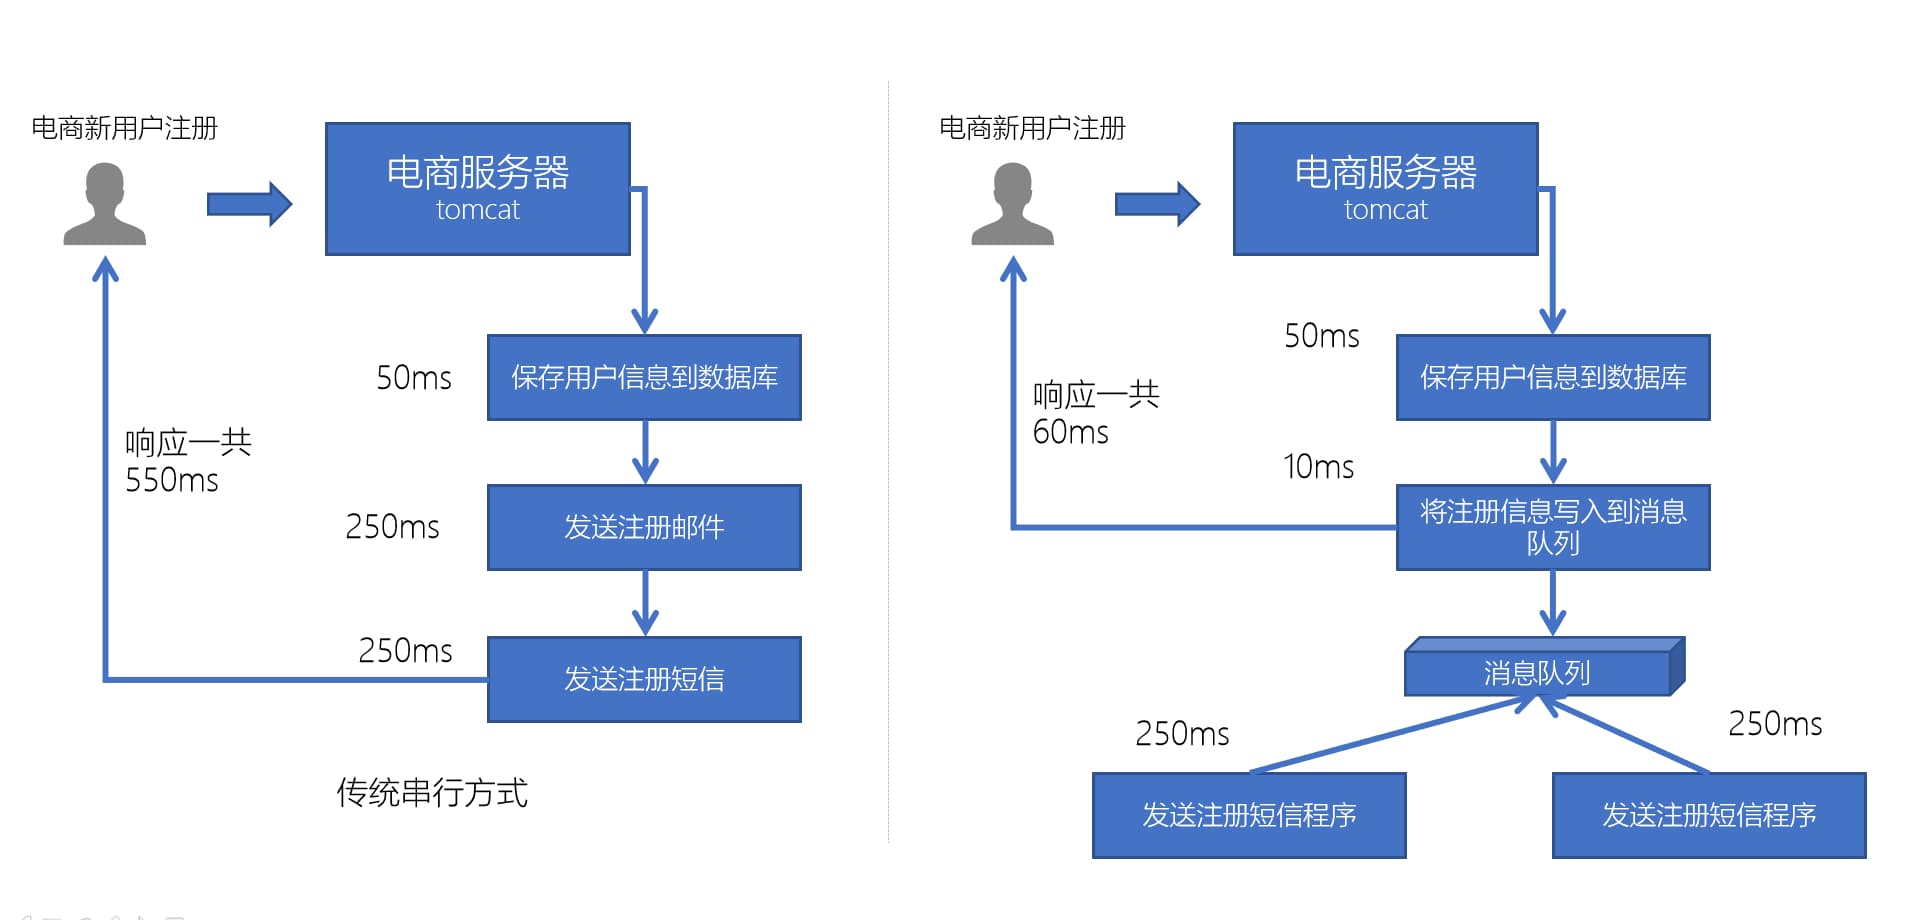 电商新用户注册
电商服务器
tomcat
50ms
保存用户信息到数据库
响应一共
550ms
250ms
发送注册邮件
250ms
发送注册短信
传统串行方式
电商新用户注册
电商服务器
tomcat
50ms
保存用户信息到数据库
响应一共
60ms
10ms
将注册信息写入到消息
队列
消息队列
250ms
250ms
发送注册短信程序
发送注册短信程序